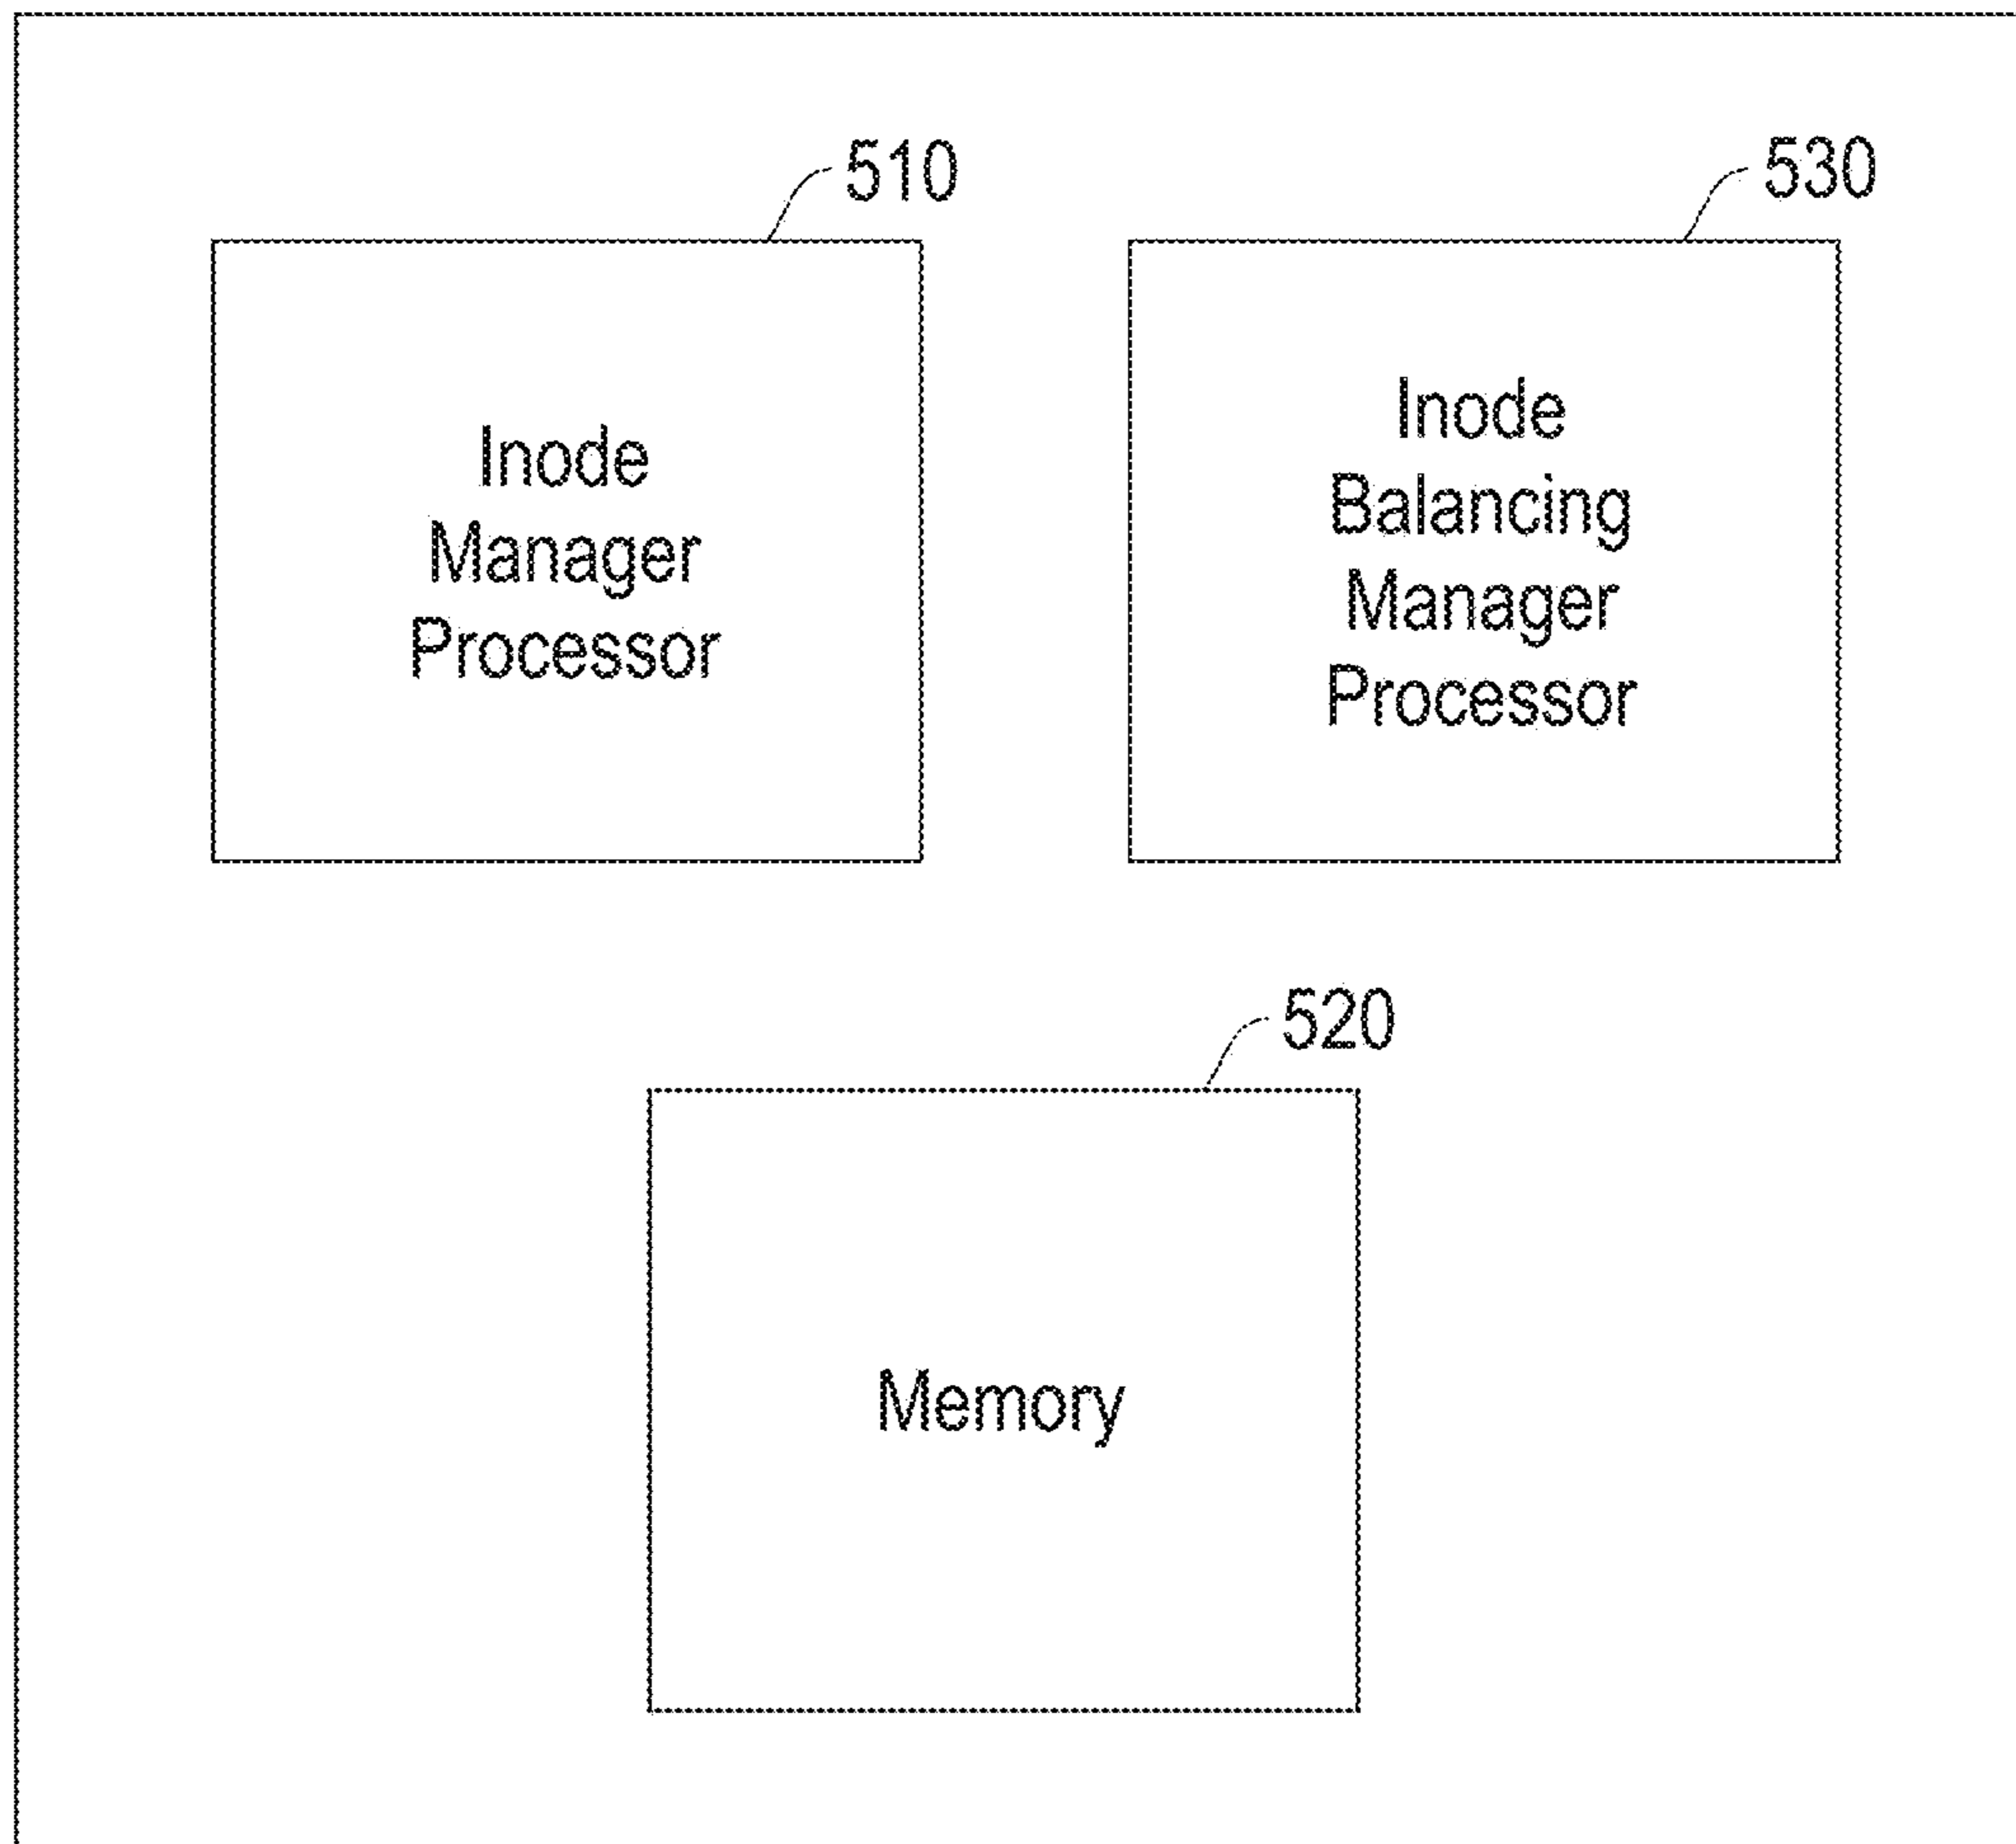 510
Inode
Manager
Processor
530
Inode
Balancing
Manager
Processor
520
Memory